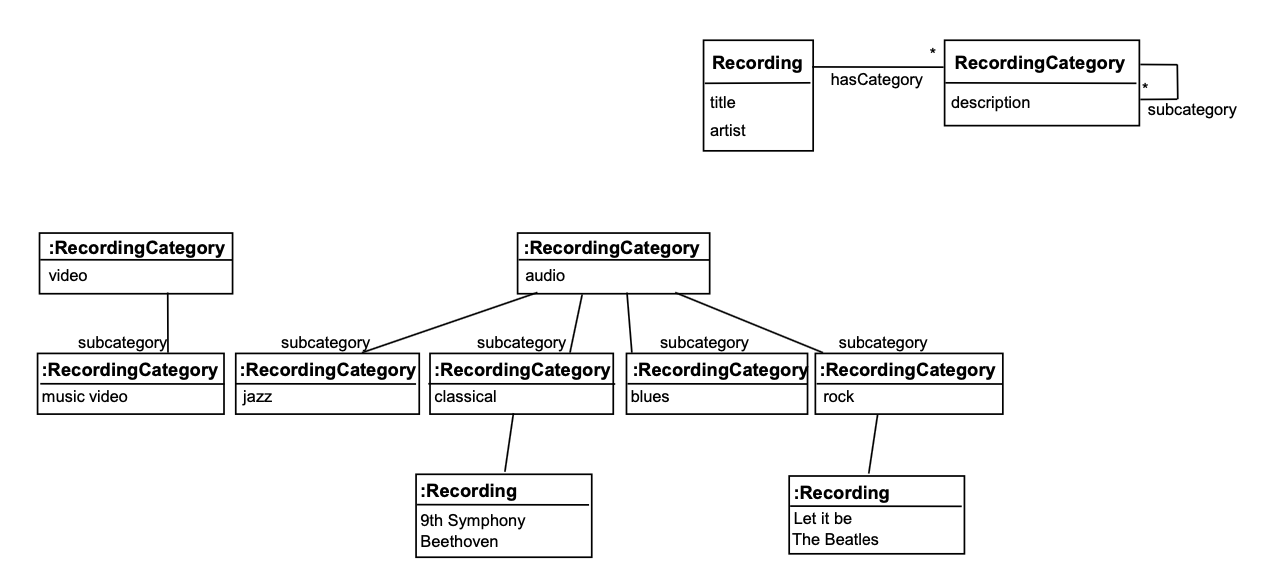 Recording
title
artist
*
hasCategory
RecordingCategory
description
*
subcategory
:RecordingCategory
video
:RecordingCategory
audio
subcategory
subcategory
subcategory
subcategory
subcategory
:RecordingCategory
music video
:RecordingCategory
jazz
:RecordingCategory
classical
:RecordingCategory
blues
:RecordingCategory
rock
:Recording
9th Symphony
Beethoven
:Recording
Let it be
The Beatles